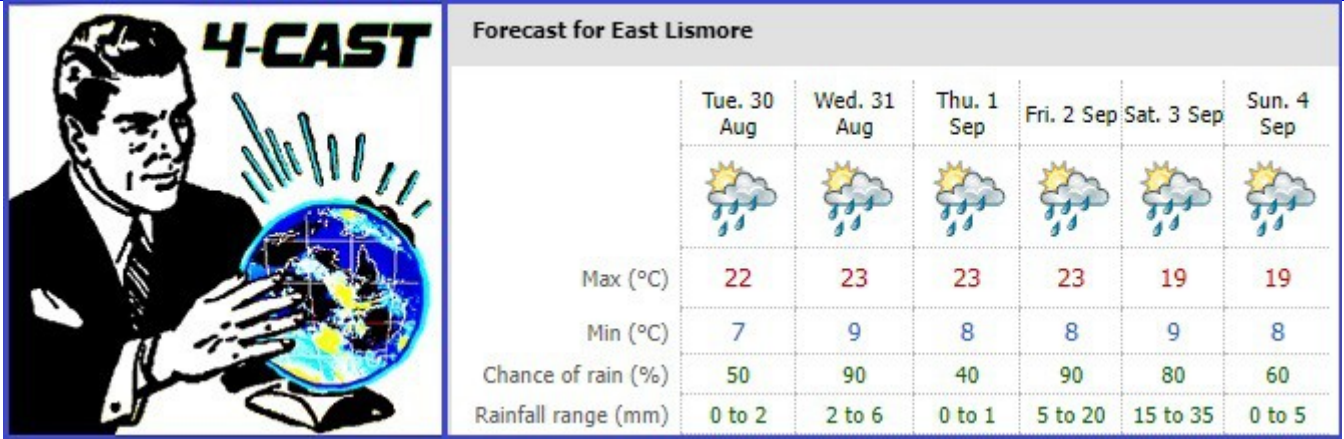 4-CAST
Forecast for East Lismore
Tue. 30 Aug Wed. 31 Aug Thu. 1 Sep Fri. 2 Sep Sat. 3 Sep Sun. 4 Sep
Max (°C) 22 23 23 23 19 19
Min (°C) 7 9 8 8 9 8
Chance of rain (%) 50 90 40 90 80 60
Rainfall range (mm) 0 to 2 2 to 6 0 to 1 5 to 20 15 to 35 0 to 5